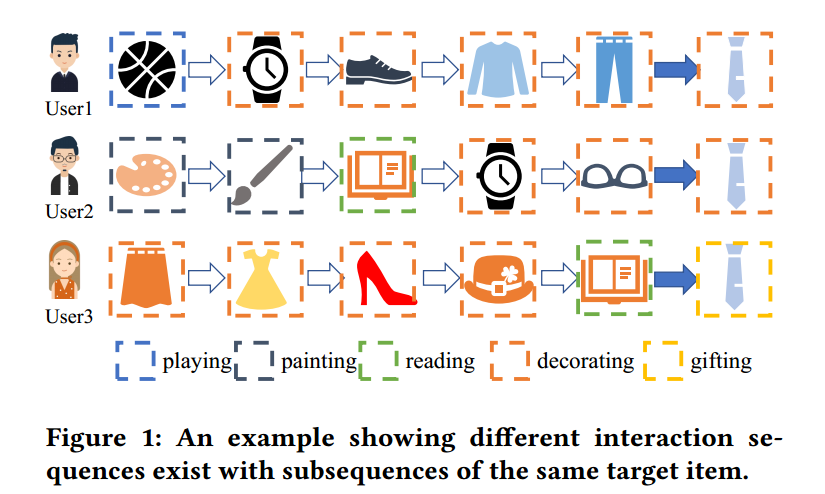 User1
User2
User3
playing painting reading decorating gifting
Figure 1: An example showing different interaction se-
quences exist with subsequences of the same target item.